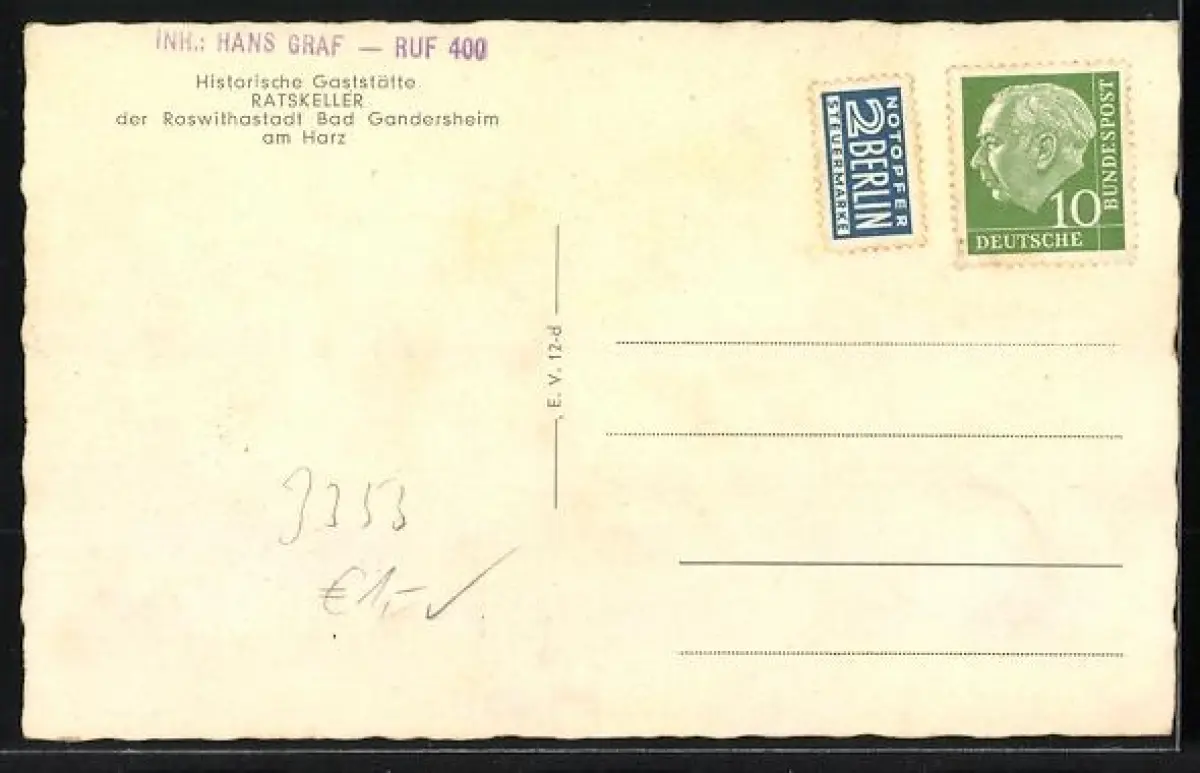 INH.: HANS GRAF — RUF 400
Historische Gaststätte
RATSKELLER
der Roswithastadt Bad Gandersheim
am Harz
NOTOPFER
2 BERLIN
STEUERMARKE
10
DEUTSCHE
BUNDESPOST
, E. V. 12-d
3353
€ 1,- ✓